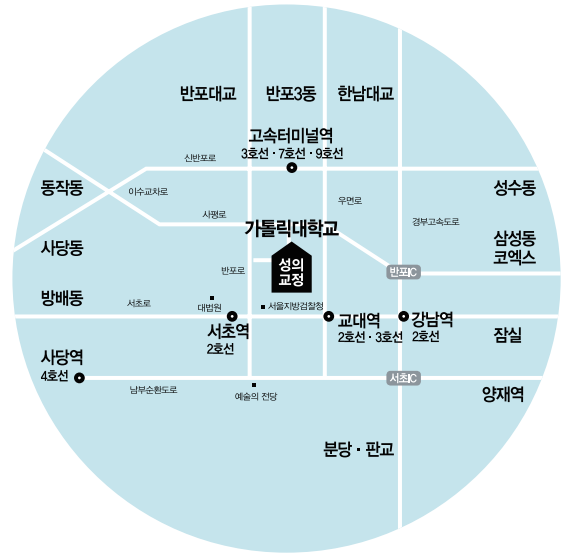 반포대교
반포3동
한남대교
고속터미널역
3호선 · 7호선 · 9호선
신반포로
동작동
이수교차로
성수동
우면로
사평로
경부고속도로
가톨릭대학교
사당동
삼성동
코엑스
성의
교정
반포로
반포IC
방배동
서초로
대법원
서울지방검찰청
서초역
2호선
교대역
2호선 · 3호선
강남역
2호선
잠실
사당역
4호선
남부순환도로
예술의 전당
서초IC
양재역
분당 · 판교